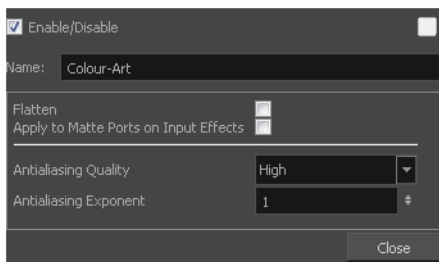 Enable/Disable
Name: Colour-Art
Flatten
Apply to Matte Ports on Input Effects
Antialiasing Quality High
Antialiasing Exponent 1
Close